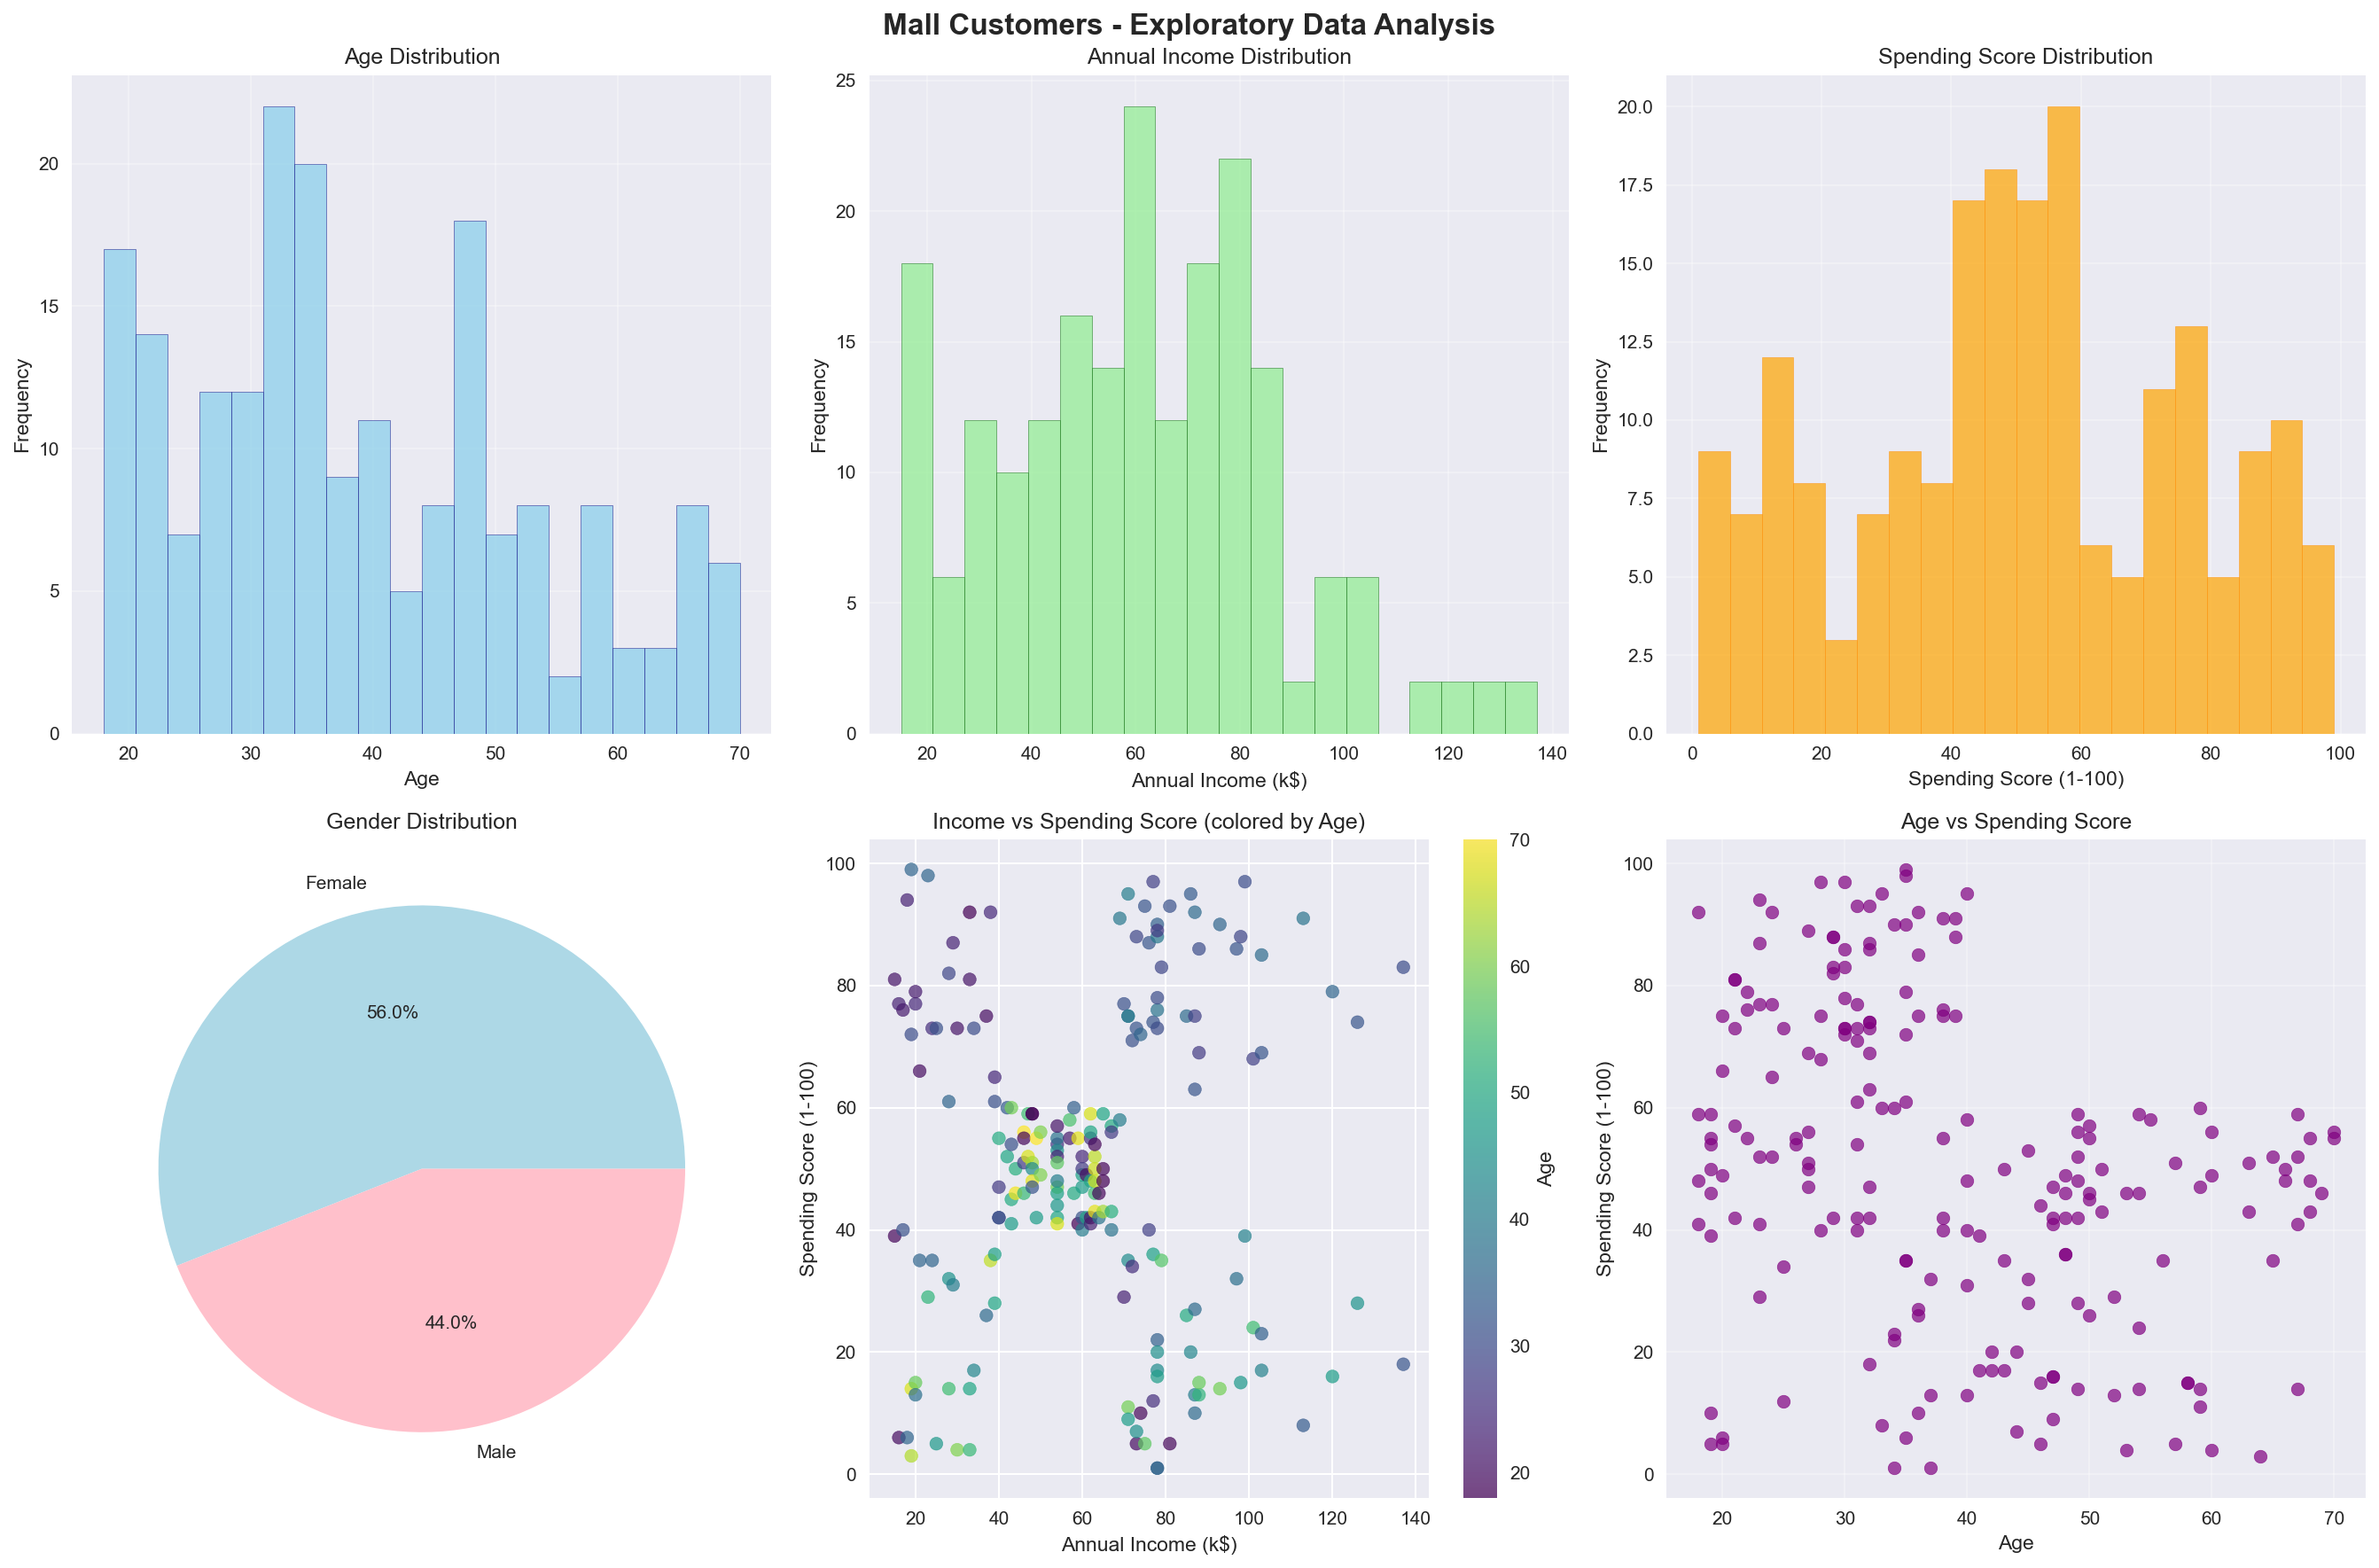 Mall Customers - Exploratory Data Analysis
Age Distribution
Frequency
20
15
10
5
0
20 30 40 50 60 70
Age
Annual Income Distribution
Frequency
25
20
15
10
5
0
20 40 60 80 100 120 140
Annual Income (k$)
Spending Score Distribution
Frequency
20.0
17.5
15.0
12.5
10.0
7.5
5.0
2.5
0.0
0 20 40 60 80 100
Spending Score (1-100)
Gender Distribution
Female
56.0%
44.0%
Male
Income vs Spending Score (colored by Age)
Spending Score (1-100)
100
80
60
40
20
0
20 40 60 80 100 120 140
Annual Income (k$)
70
60
50
40
30
20
Age
Age vs Spending Score
Spending Score (1-100)
100
80
60
40
20
0
20 30 40 50 60 70
Age